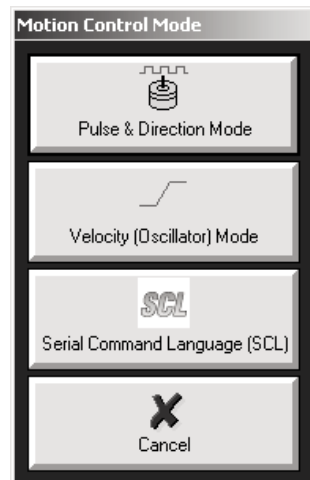 Motion Control Mode
Pulse & Direction Mode
Velocity (Oscillator) Mode
SCL
Serial Command Language (SCL)
Cancel